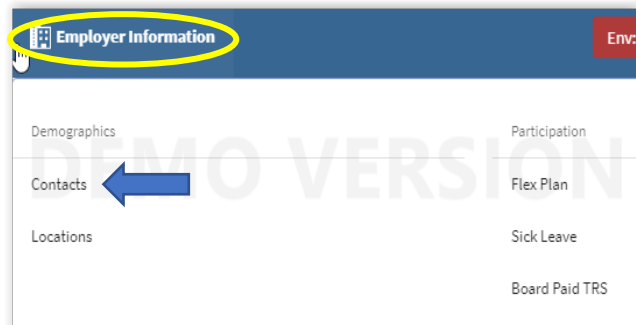 Employer Information
Env:
Demographics
Participation
DEMO VERSION
Contacts
Flex Plan
Locations
Sick Leave
Board Paid TRS